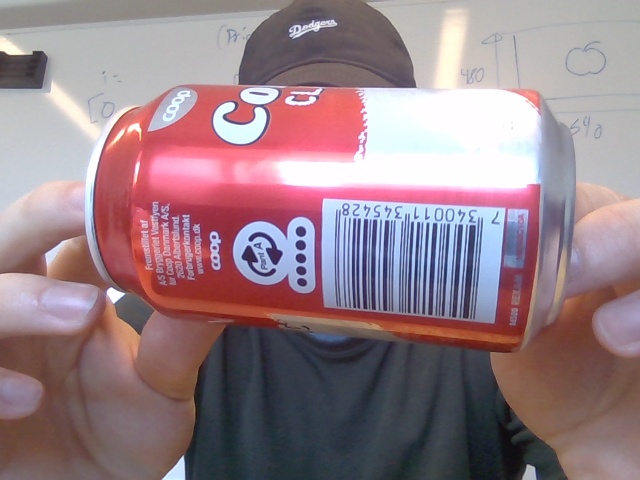 Dodgers
coop
Co
CL
Fremstillet af
A/S Bryggeriet Vestfyen
for Coop Danmark A/S,
2620 Albertslund.
Forbrugerkontakt
www.coop.dk
coop
Pant A
7 340011 345428
480
640
i=
[0